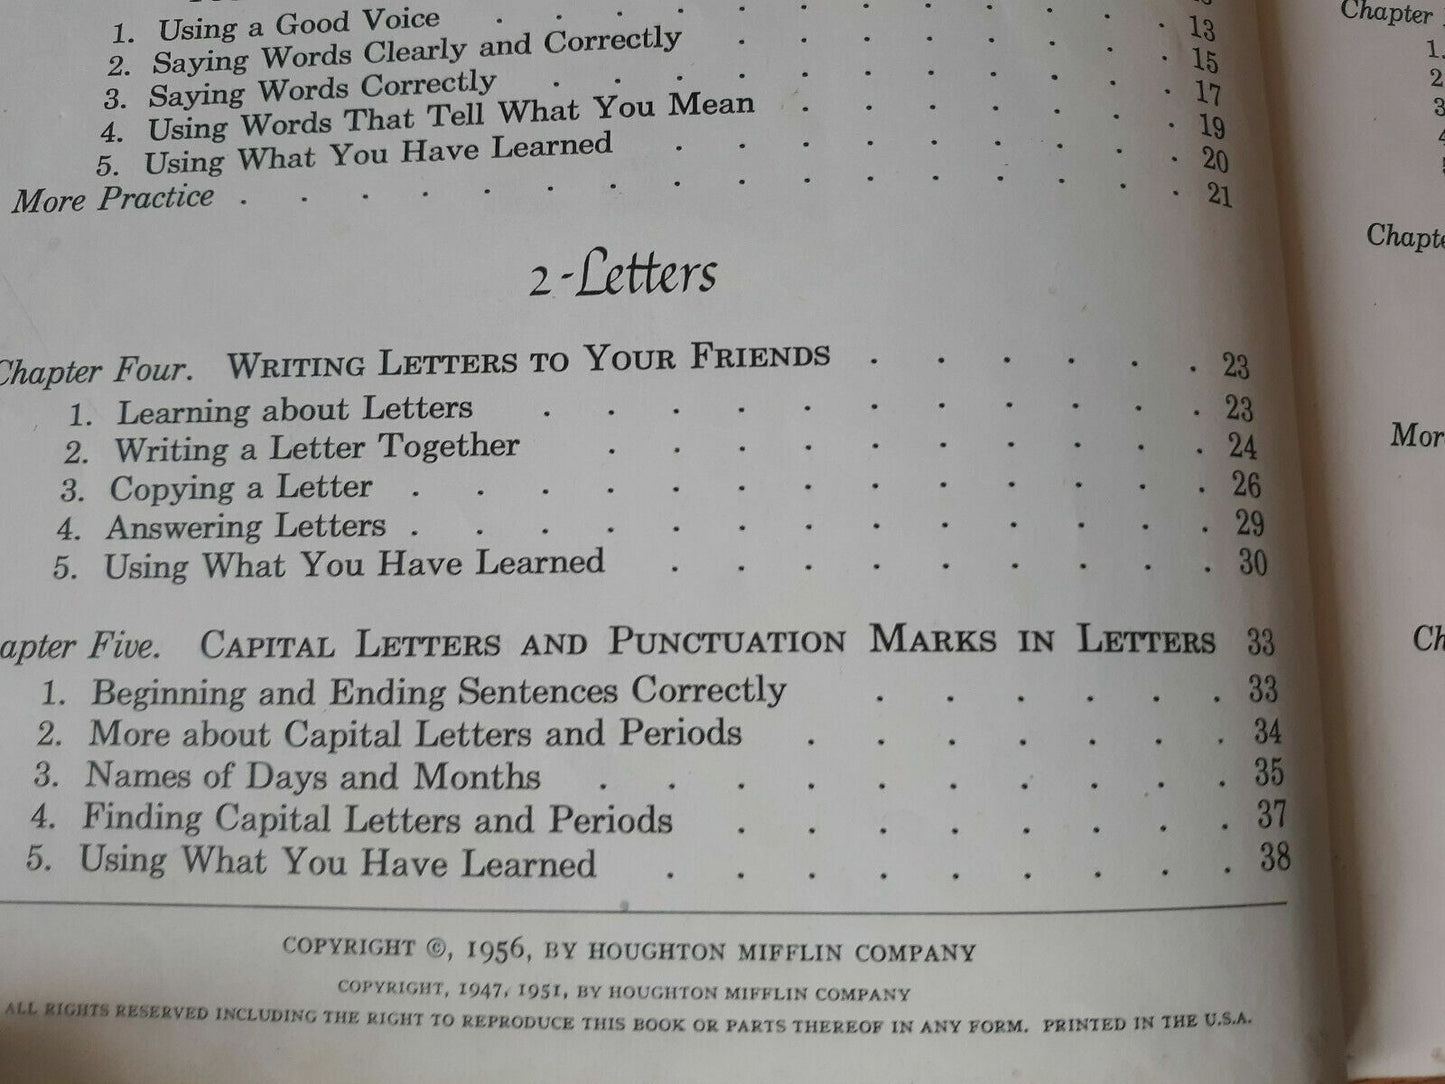 1. Using a Good Voice . . . . . . . . . . . . 13
2. Saying Words Clearly and Correctly . . . . . . . . 15
3. Saying Words Correctly . . . . . . . . . . 17
4. Using Words That Tell What You Mean . . . . . . . 19
5. Using What You Have Learned . . . . . . . . . 20
More Practice . . . . . . . . . . . . . . . . 21
2-Letters
Chapter Four. WRITING LETTERS TO YOUR FRIENDS . . . . . . 23
1. Learning about Letters . . . . . . . . . . . 23
2. Writing a Letter Together . . . . . . . . . . 24
3. Copying a Letter . . . . . . . . . . . . . 26
4. Answering Letters . . . . . . . . . . . . . 29
5. Using What You Have Learned . . . . . . . . . 30
apter Five. CAPITAL LETTERS AND PUNCTUATION MARKS IN LETTERS 33
1. Beginning and Ending Sentences Correctly . . . . . . 33
2. More about Capital Letters and Periods . . . . . . . 34
3. Names of Days and Months . . . . . . . . . . 35
4. Finding Capital Letters and Periods . . . . . . . . 37
5. Using What You Have Learned . . . . . . . . . 38
COPYRIGHT ©, 1956, BY HOUGHTON MIFFLIN COMPANY
COPYRIGHT, 1947, 1951, BY HOUGHTON MIFFLIN COMPANY
ALL RIGHTS RESERVED INCLUDING THE RIGHT TO REPRODUCE THIS BOOK OR PARTS THEREOF IN ANY FORM. PRINTED IN THE U.S.A.
Chapter
1.
2.
3
4
Chapte
Mor
Ch